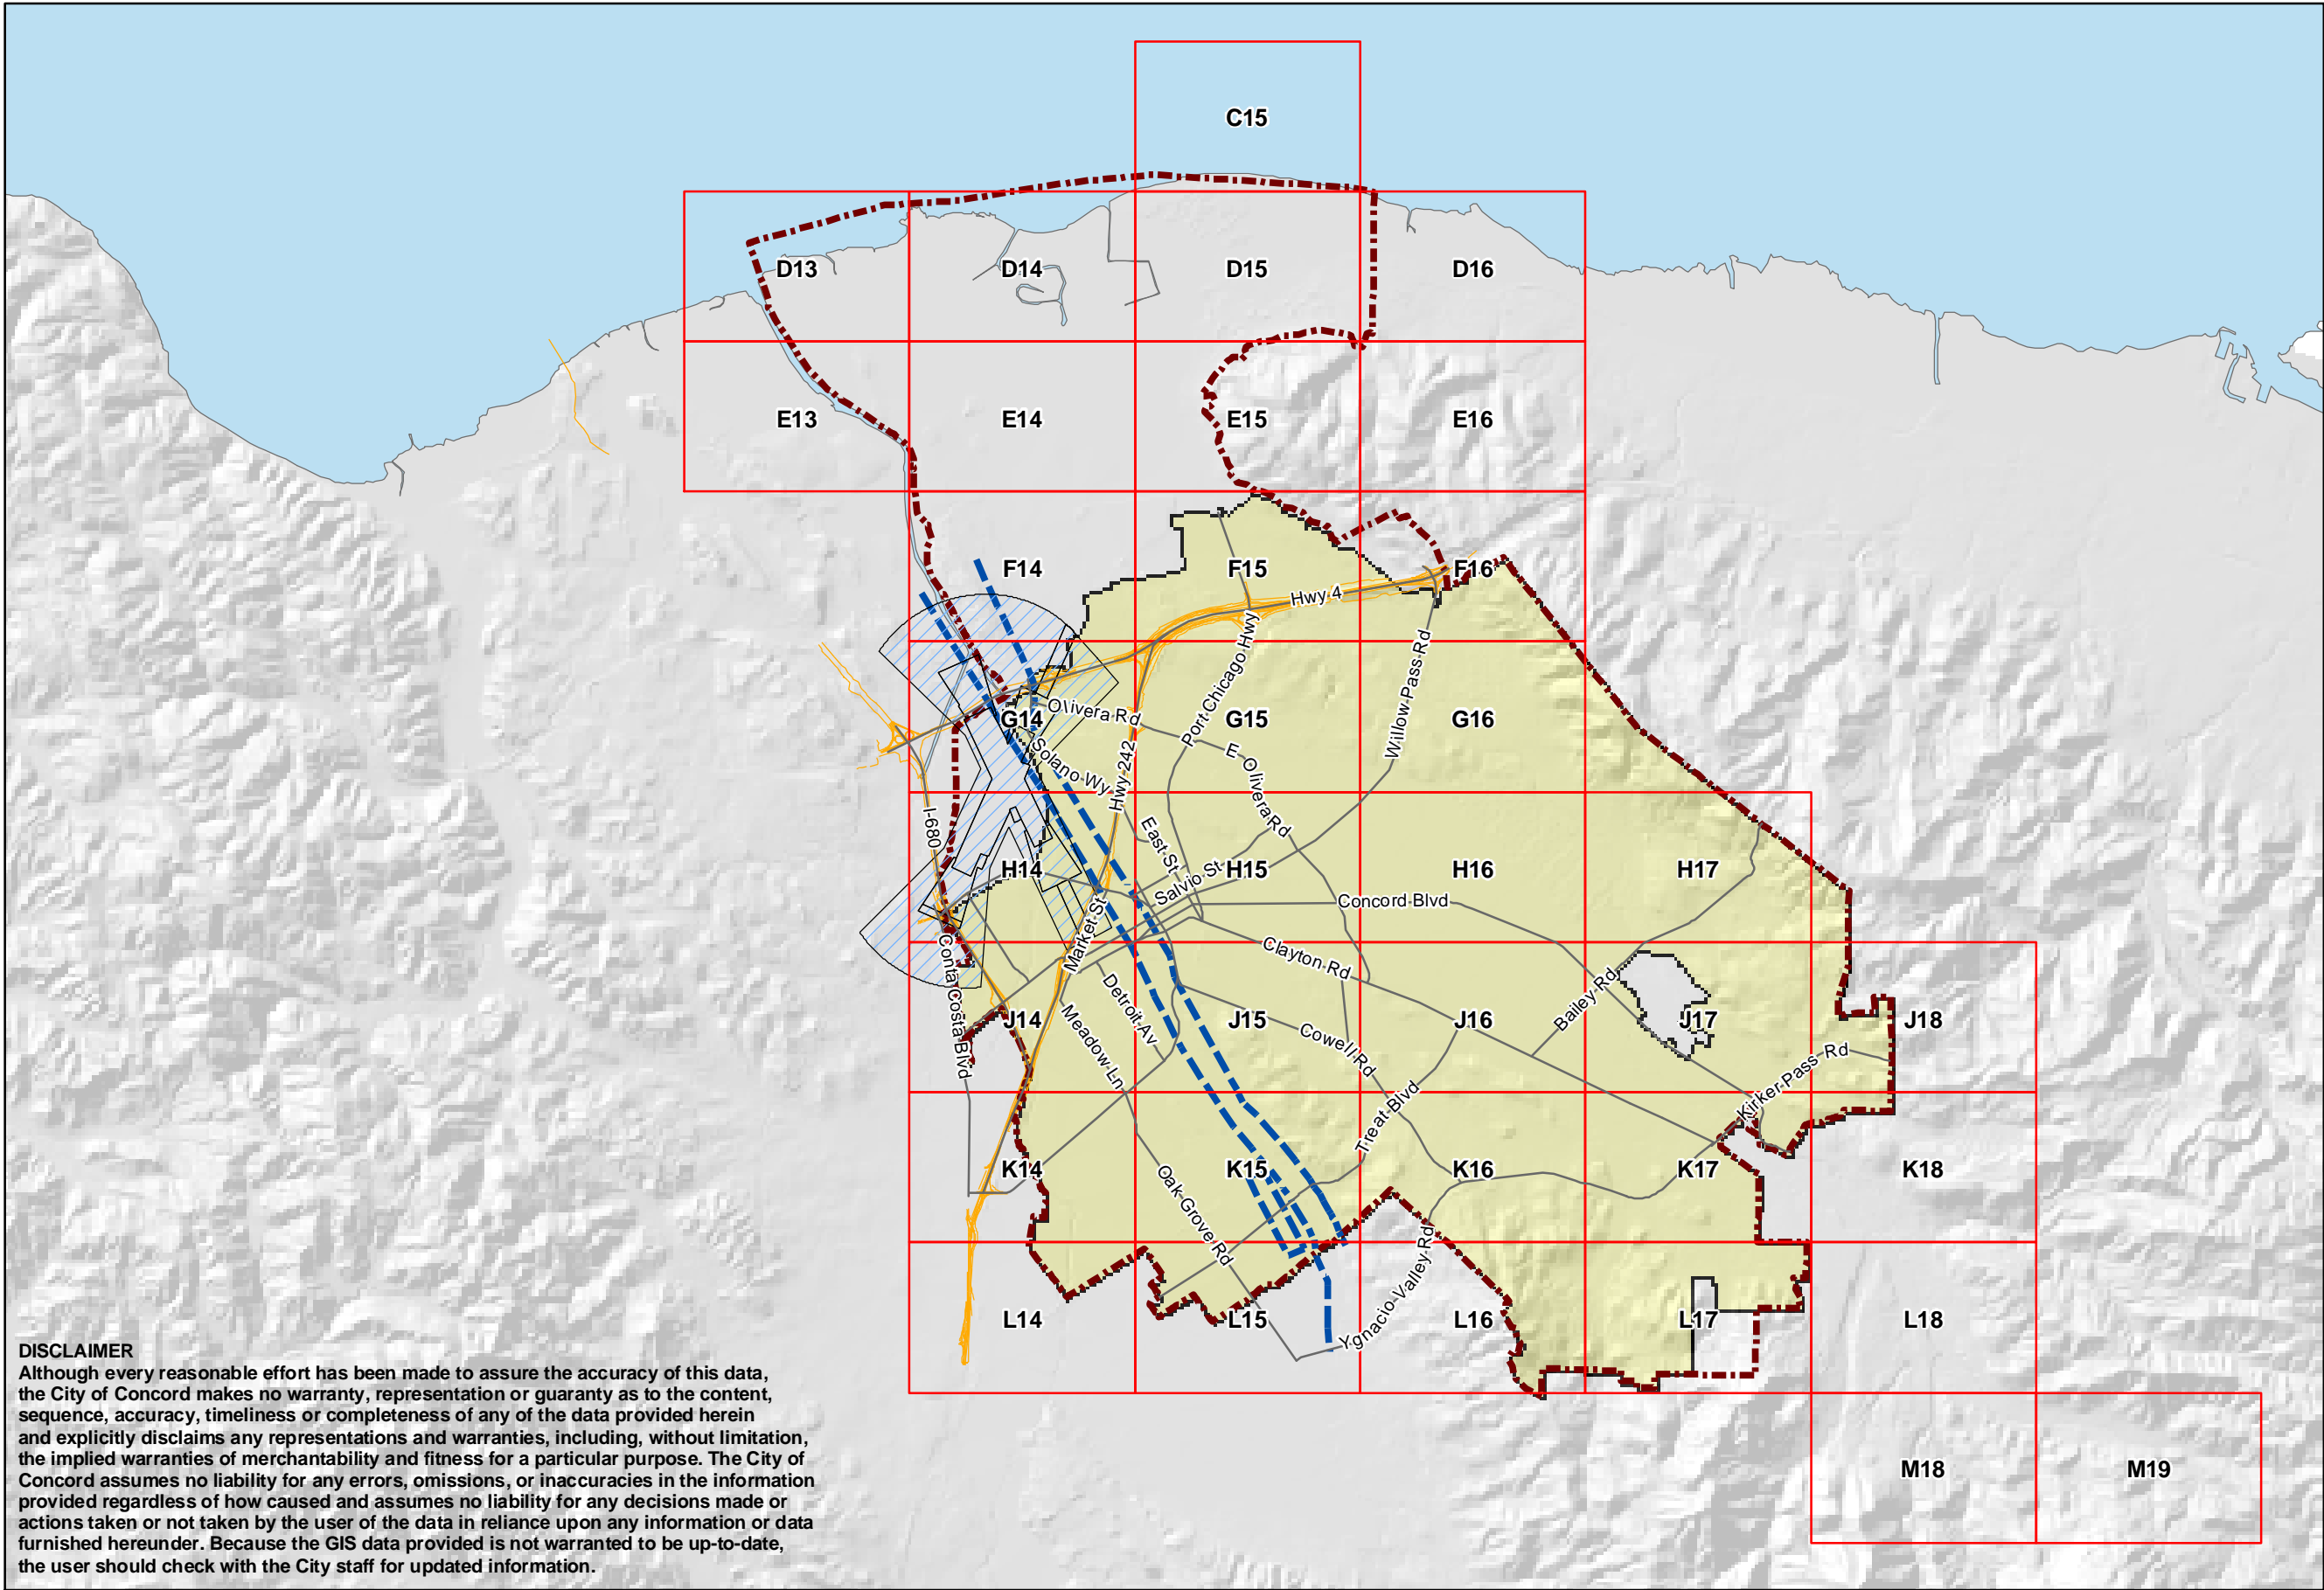 C15
D13
D14
D15
D16
E13
E14
E15
E16
F14
F15
F16
Hwy 4
G14
G15
G16
Olivera Rd
Port Chicago Hwy
Willow Pass Rd
Solano Wy
Hwy 242
E Olivera Rd
I-680
East St
H14
H15
H16
H17
Salvio St
Concord Blvd
Market St
Clayton Rd
Conta Costa Blvd
Detroit Av
Meadow Ln
Bailey Rd
J14
J15
J16
J17
J18
Cowell Rd
Kirker Pass Rd
Treat Blvd
K14
K15
K16
K17
K18
Oak Grove Rd
Ygnacio Valley Rd
L14
L15
L16
L17
L18
M18
M19
DISCLAIMER
Although every reasonable effort has been made to assure the accuracy of this data,
the City of Concord makes no warranty, representation or guaranty as to the content,
sequence, accuracy, timeliness or completeness of any of the data provided herein
and explicitly disclaims any representations and warranties, including, without limitation,
the implied warranties of merchantability and fitness for a particular purpose. The City of
Concord assumes no liability for any errors, omissions, or inaccuracies in the information
provided regardless of how caused and assumes no liability for any decisions made or
actions taken or not taken by the user of the data in reliance upon any information or data
furnished hereunder. Because the GIS data provided is not warranted to be up-to-date,
the user should check with the City staff for updated information.